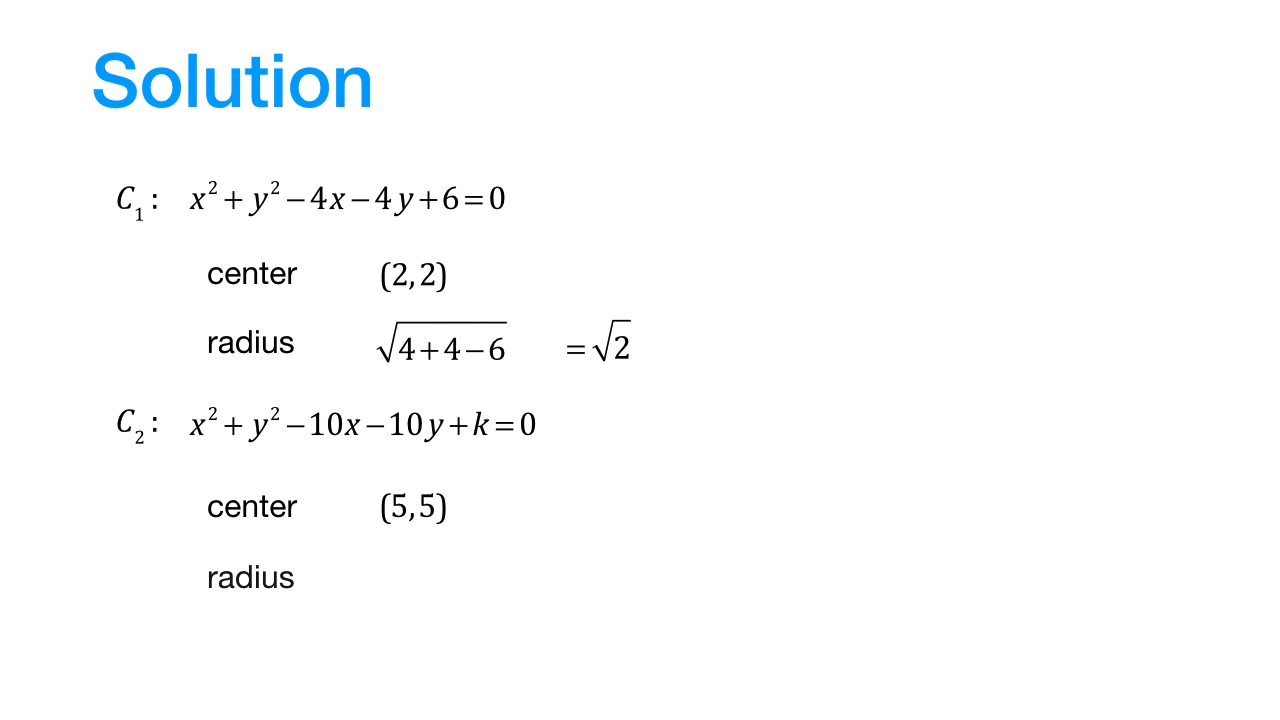 Solution
C₁: x² + y² − 4x − 4y + 6 = 0
center (2, 2)
radius √(4 + 4 − 6) = √2
C₂: x² + y² − 10x − 10y + k = 0
center (5, 5)
radius